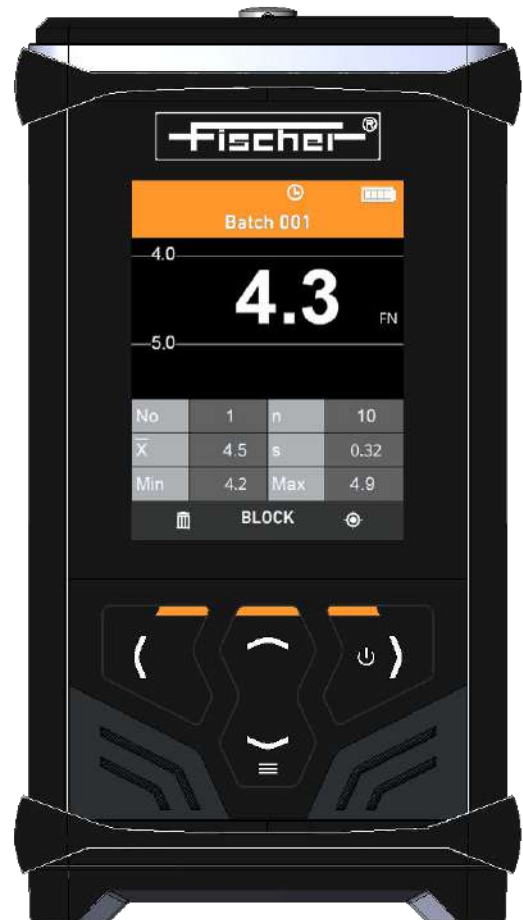 Fischer®
Batch 001
4.0
4.3 FN
5.0
No 1 n 10
X̅ 4.5 s 0.32
Min 4.2 Max 4.9
BLOCK